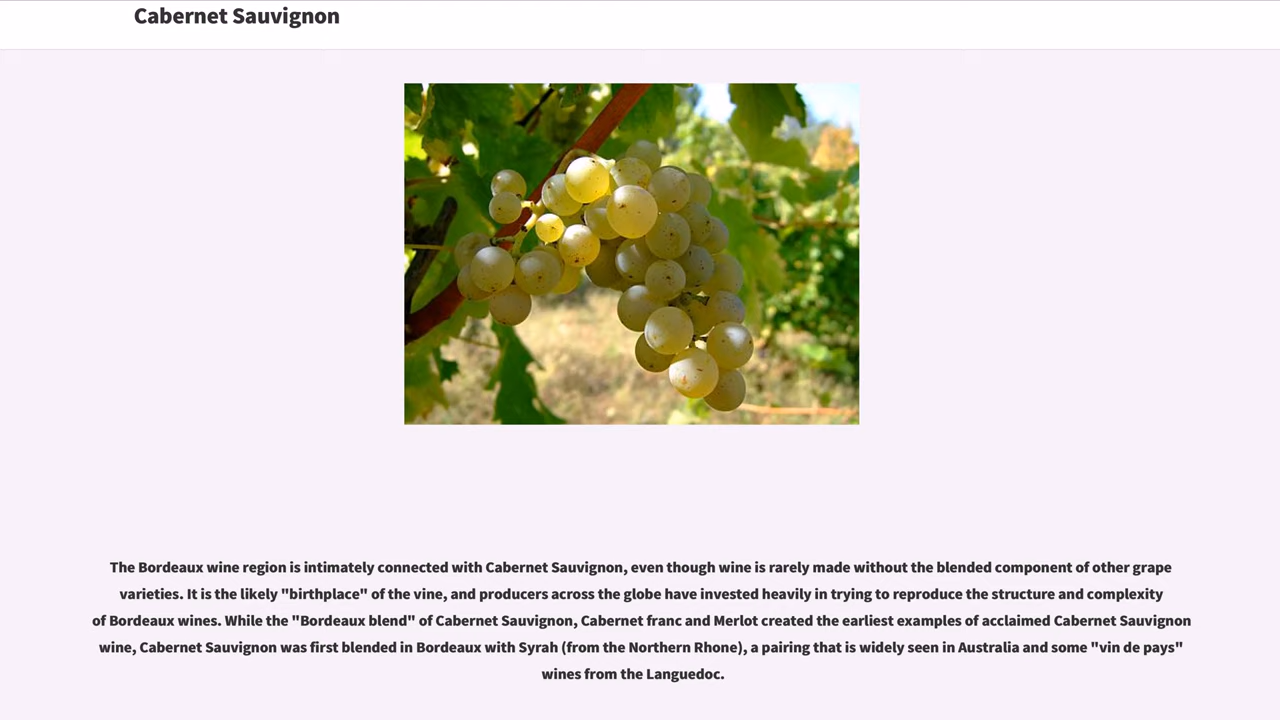 Cabernet Sauvignon
The Bordeaux wine region is intimately connected with Cabernet Sauvignon, even though wine is rarely made without the blended component of other grape
varieties. It is the likely "birthplace" of the vine, and producers across the globe have invested heavily in trying to reproduce the structure and complexity
of Bordeaux wines. While the "Bordeaux blend" of Cabernet Sauvignon, Cabernet franc and Merlot created the earliest examples of acclaimed Cabernet Sauvignon
wine, Cabernet Sauvignon was first blended in Bordeaux with Syrah (from the Northern Rhone), a pairing that is widely seen in Australia and some "vin de pays"
wines from the Languedoc.